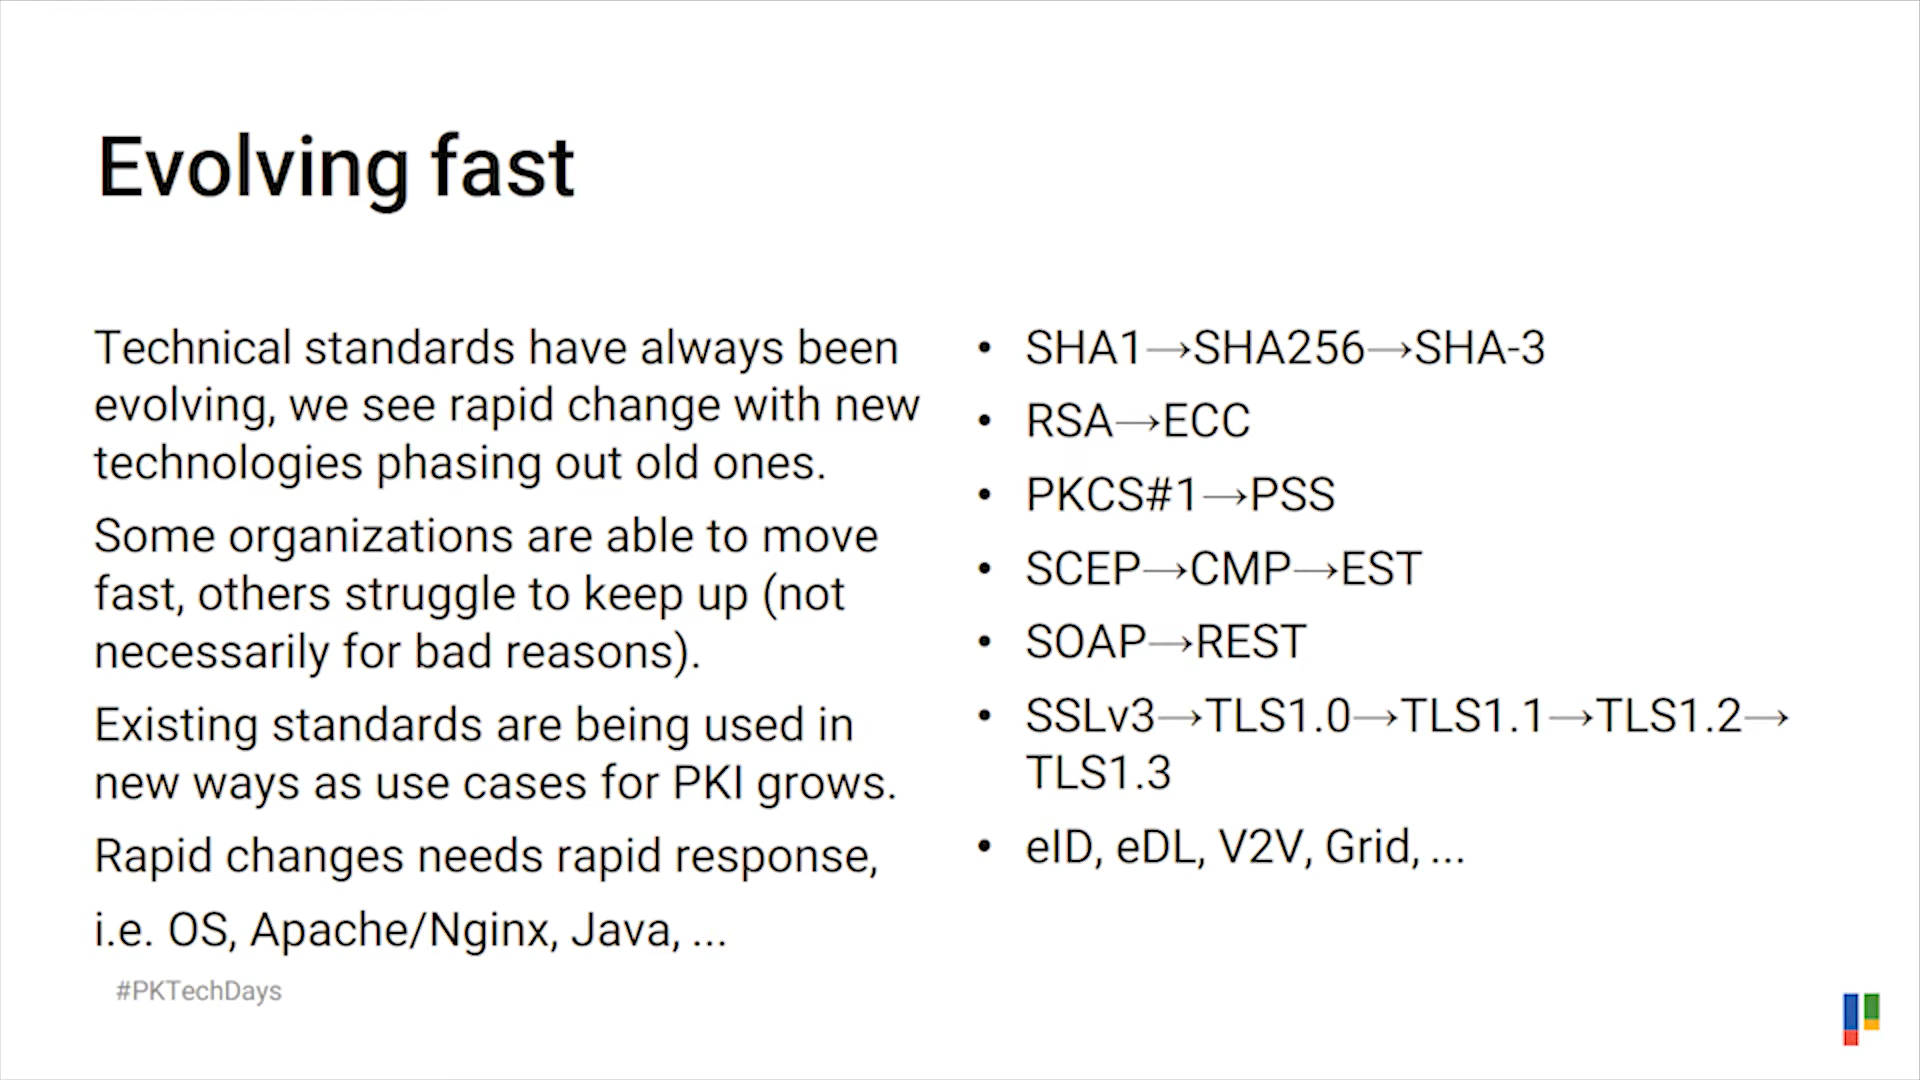 Evolving fast
Technical standards have always been
evolving, we see rapid change with new
technologies phasing out old ones.
Some organizations are able to move
fast, others struggle to keep up (not
necessarily for bad reasons).
Existing standards are being used in
new ways as use cases for PKI grows.
Rapid changes needs rapid response,
i.e. OS, Apache/Nginx, Java, ...
• SHA1→SHA256→SHA-3
• RSA→ECC
• PKCS#1→PSS
• SCEP→CMP→EST
• SOAP→REST
• SSLv3→TLS1.0→TLS1.1→TLS1.2→
TLS1.3
• eID, eDL, V2V, Grid, ...
#PKTechDays